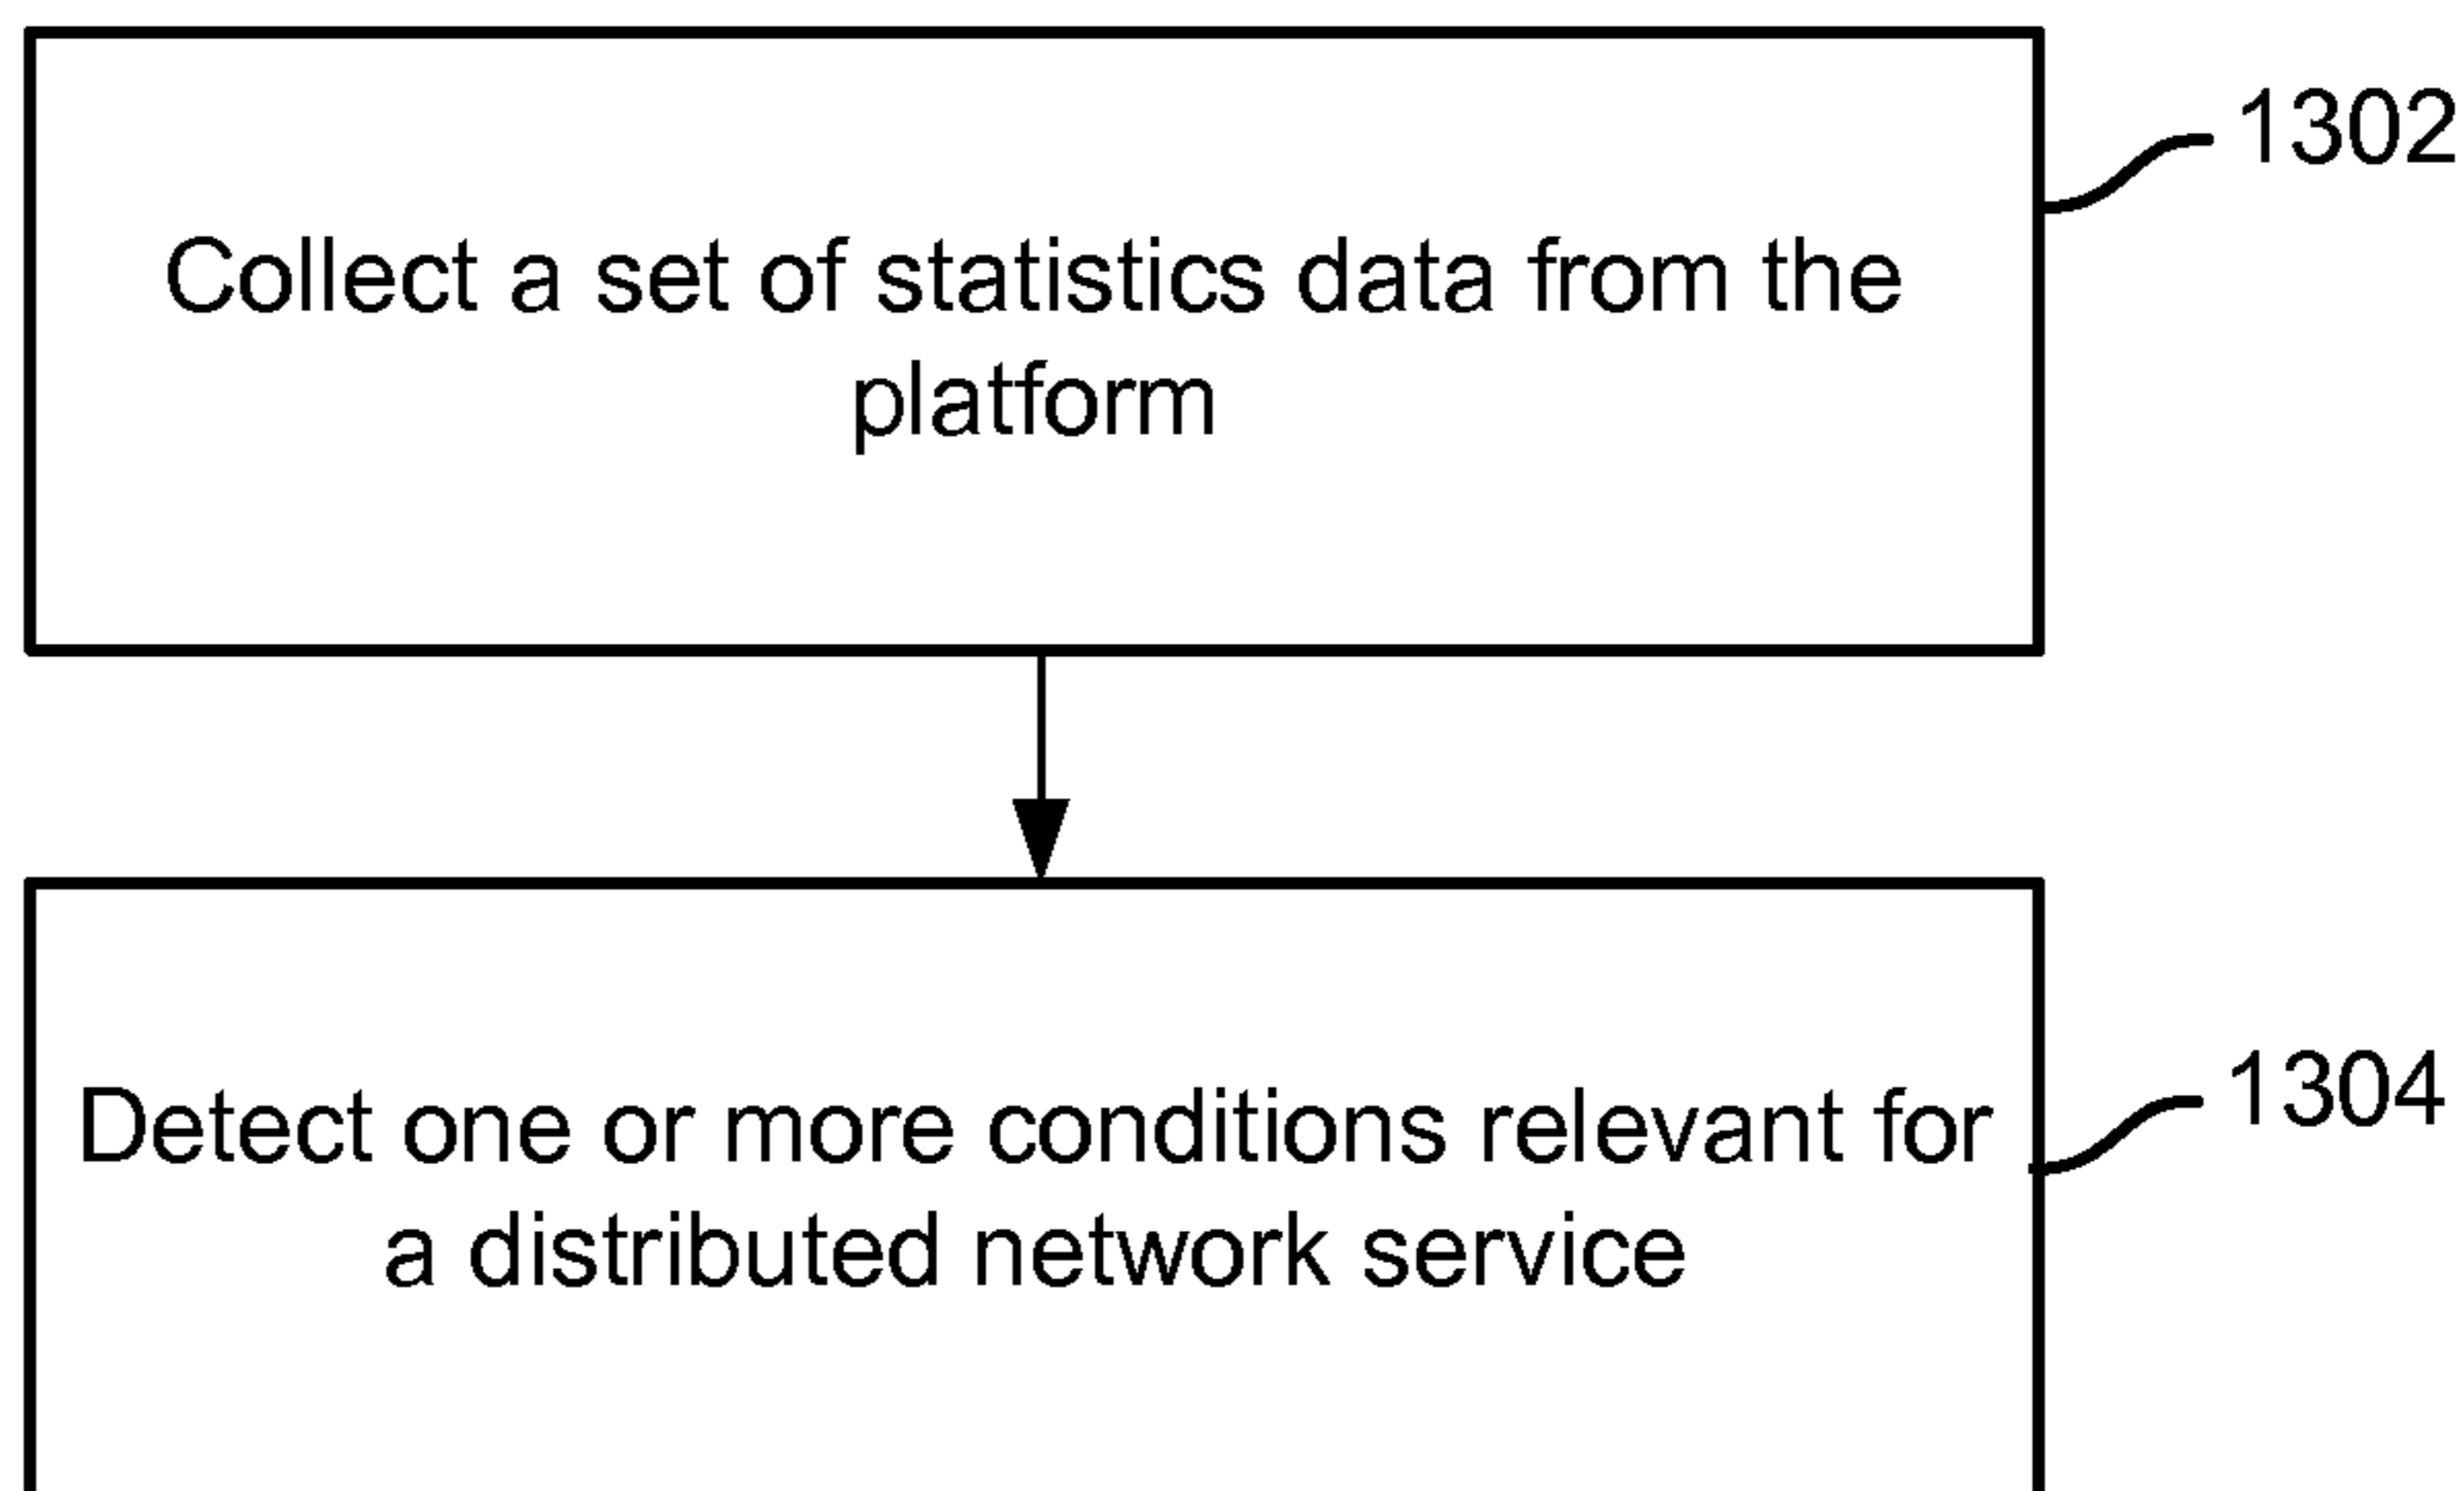 1302
Collect a set of statistics data from the
platform
1304
Detect one or more conditions relevant for
a distributed network service